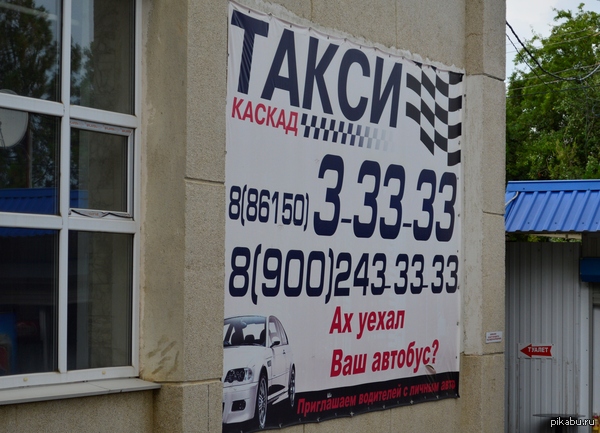 ТАКСИ
КАСКАД
8(86150)3-33-33
8(900)243-33-33
Ах уехал
Ваш автобус?
Приглашаем водителей с личным авто
ТУАЛЕТ
pikabu.ru